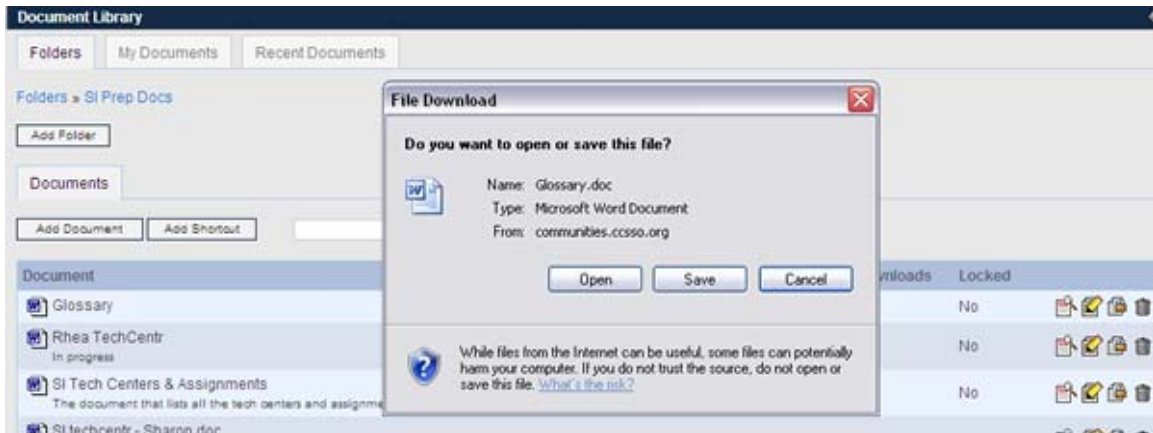 Document Library
Folders My Documents Recent Documents
Folders » SI Prep Docs
Add Folder
Documents
Add Document Add Shortcut
Document Locked
Glossary No
Rhea TechCentr No
In progress
SI Tech Centers & Assignments No
The document that lists all the tech centers and
SI techcentr - Sharon.doc
File Download
Do you want to open or save this file?
Name: Glossary.doc
Type: Microsoft Word Document
From: communities.ccsso.org
Open Save Cancel
While files from the Internet can be useful, some files can potentially
harm your computer. If you do not trust the source, do not open or
save this file. What's the risk?